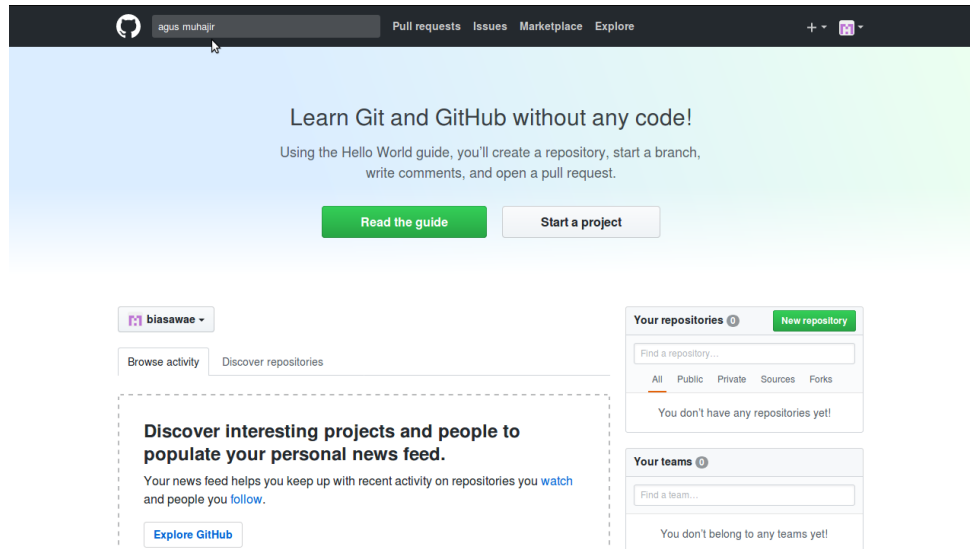 agus muhajir
Pull requests Issues Marketplace Explore
Learn Git and GitHub without any code!
Using the Hello World guide, you'll create a repository, start a branch,
write comments, and open a pull request.
Read the guide
Start a project
biasawae
Browse activity
Discover repositories
Discover interesting projects and people to
populate your personal news feed.
Your news feed helps you keep up with recent activity on repositories you watch
and people you follow.
Explore GitHub
Your repositories 0
New repository
Find a repository…
All Public Private Sources Forks
You don't have any repositories yet!
Your teams 0
Find a team…
You don't belong to any teams yet!